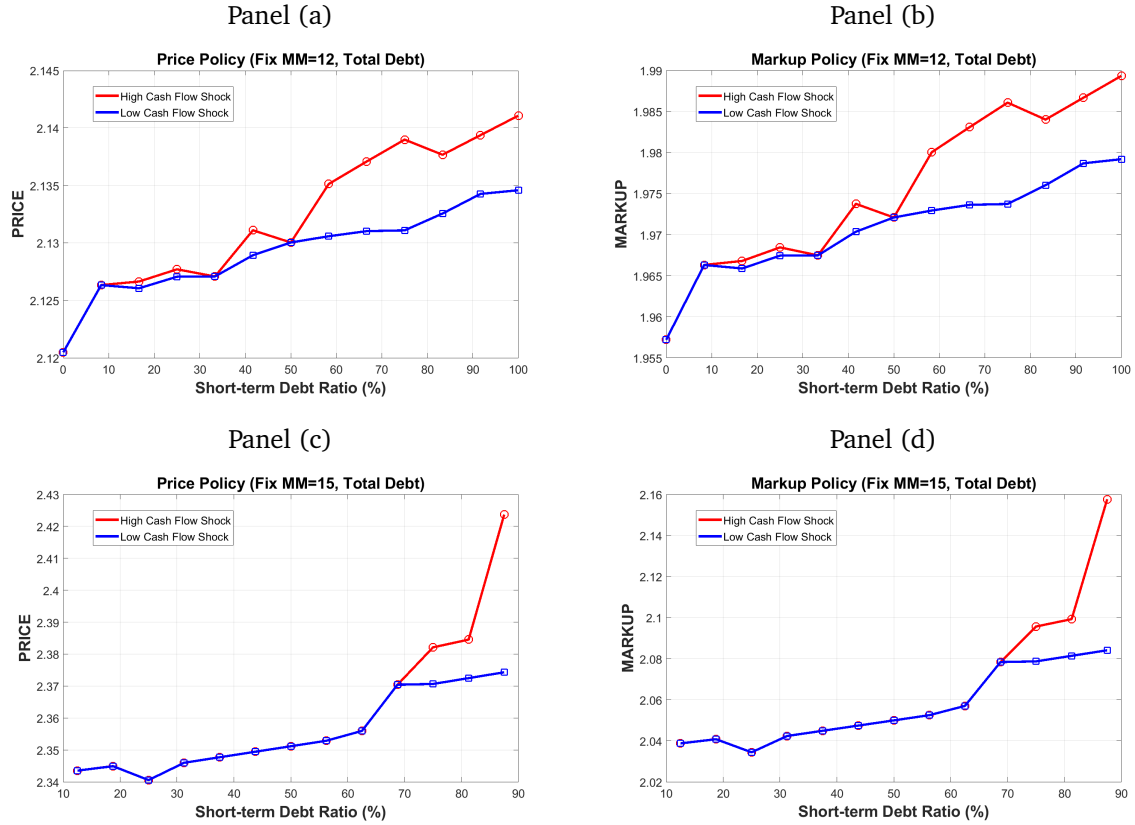 Panel (a)
Price Policy (Fix MM=12, Total Debt)
2.145
2.14
2.135
2.13
2.125
2.12
PRICE
High Cash Flow Shock
Low Cash Flow Shock
0 10 20 30 40 50 60 70 80 90 100
Short-term Debt Ratio (%)
Panel (b)
Markup Policy (Fix MM=12, Total Debt)
1.99
1.985
1.98
1.975
1.97
1.965
1.96
1.955
MARKUP
High Cash Flow Shock
Low Cash Flow Shock
0 10 20 30 40 50 60 70 80 90 100
Short-term Debt Ratio (%)
Panel (c)
Price Policy (Fix MM=15, Total Debt)
2.43
2.42
2.41
2.4
2.39
2.38
2.37
2.36
2.35
2.34
PRICE
High Cash Flow Shock
Low Cash Flow Shock
10 20 30 40 50 60 70 80 90
Short-term Debt Ratio (%)
Panel (d)
Markup Policy (Fix MM=15, Total Debt)
2.16
2.14
2.12
2.1
2.08
2.06
2.04
2.02
MARKUP
High Cash Flow Shock
Low Cash Flow Shock
10 20 30 40 50 60 70 80 90
Short-term Debt Ratio (%)